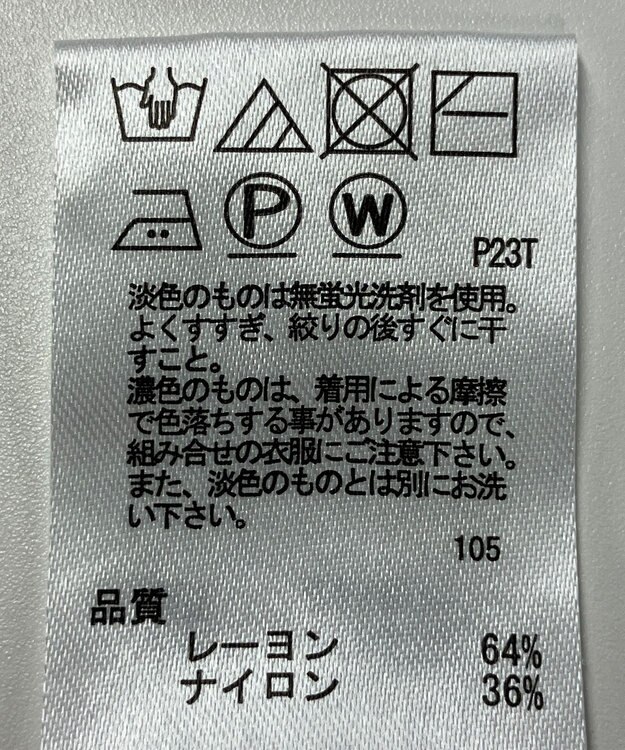 P W
P23T
淡色のものは無蛍光洗剤を使用。
よくすすぎ、絞りの後すぐに干
すこと。
濃色のものは、着用による摩擦
で色落ちする事がありますので、
組み合せの衣服にご注意下さい。
また、淡色のものとは別にお洗
い下さい。
105
品質
レーヨン 64%
ナイロン 36%